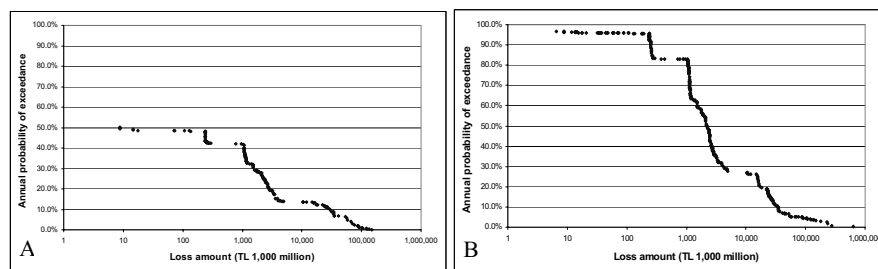 100.0%
90.0%
80.0%
70.0%
60.0%
50.0%
40.0%
30.0%
20.0%
10.0%
0.0%
Annual probability of exceedance
1 10 100 1,000 10,000 100,000 1,000,000
Loss amount (TL 1,000 million)
A
100.0%
90.0%
80.0%
70.0%
60.0%
50.0%
40.0%
30.0%
20.0%
10.0%
0.0%
Annual probability of exceedance
1 10 100 1,000 10,000 100,000 1,000,000
Loss amount (TL 1,000 million)
B